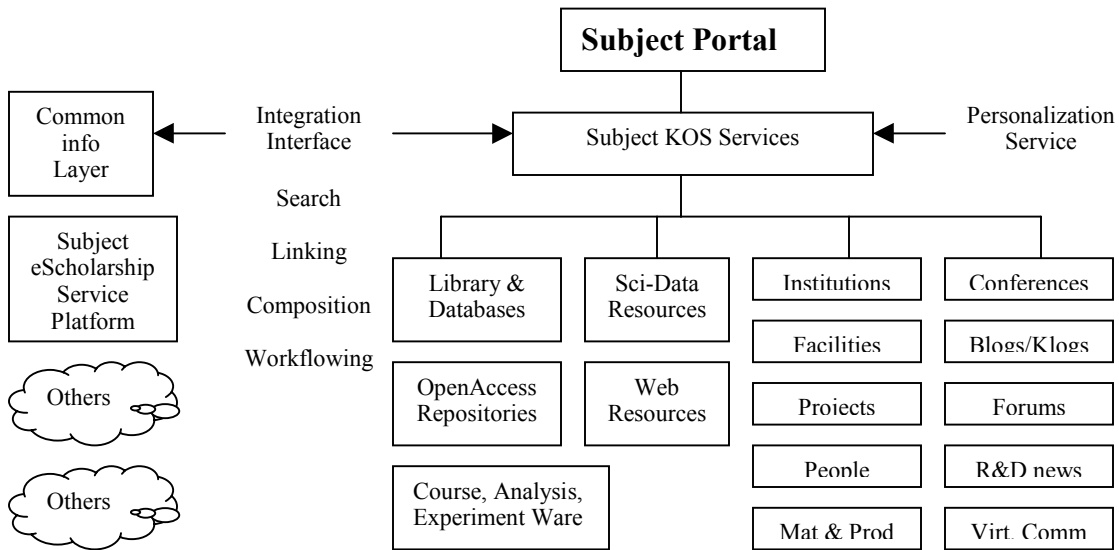 Subject Portal
Common
info
Layer
Integration
Interface
Subject KOS Services
Personalization
Service
Search
Linking
Composition
Workflowing
Subject
eScholarship
Service
Platform
Others
Others
Library &
Databases
Sci-Data
Resources
Institutions
Conferences
Facilities
Blogs/Klogs
OpenAccess
Repositories
Web
Resources
Projects
Forums
People
R&D news
Course, Analysis,
Experiment Ware
Mat & Prod
Virt. Comm